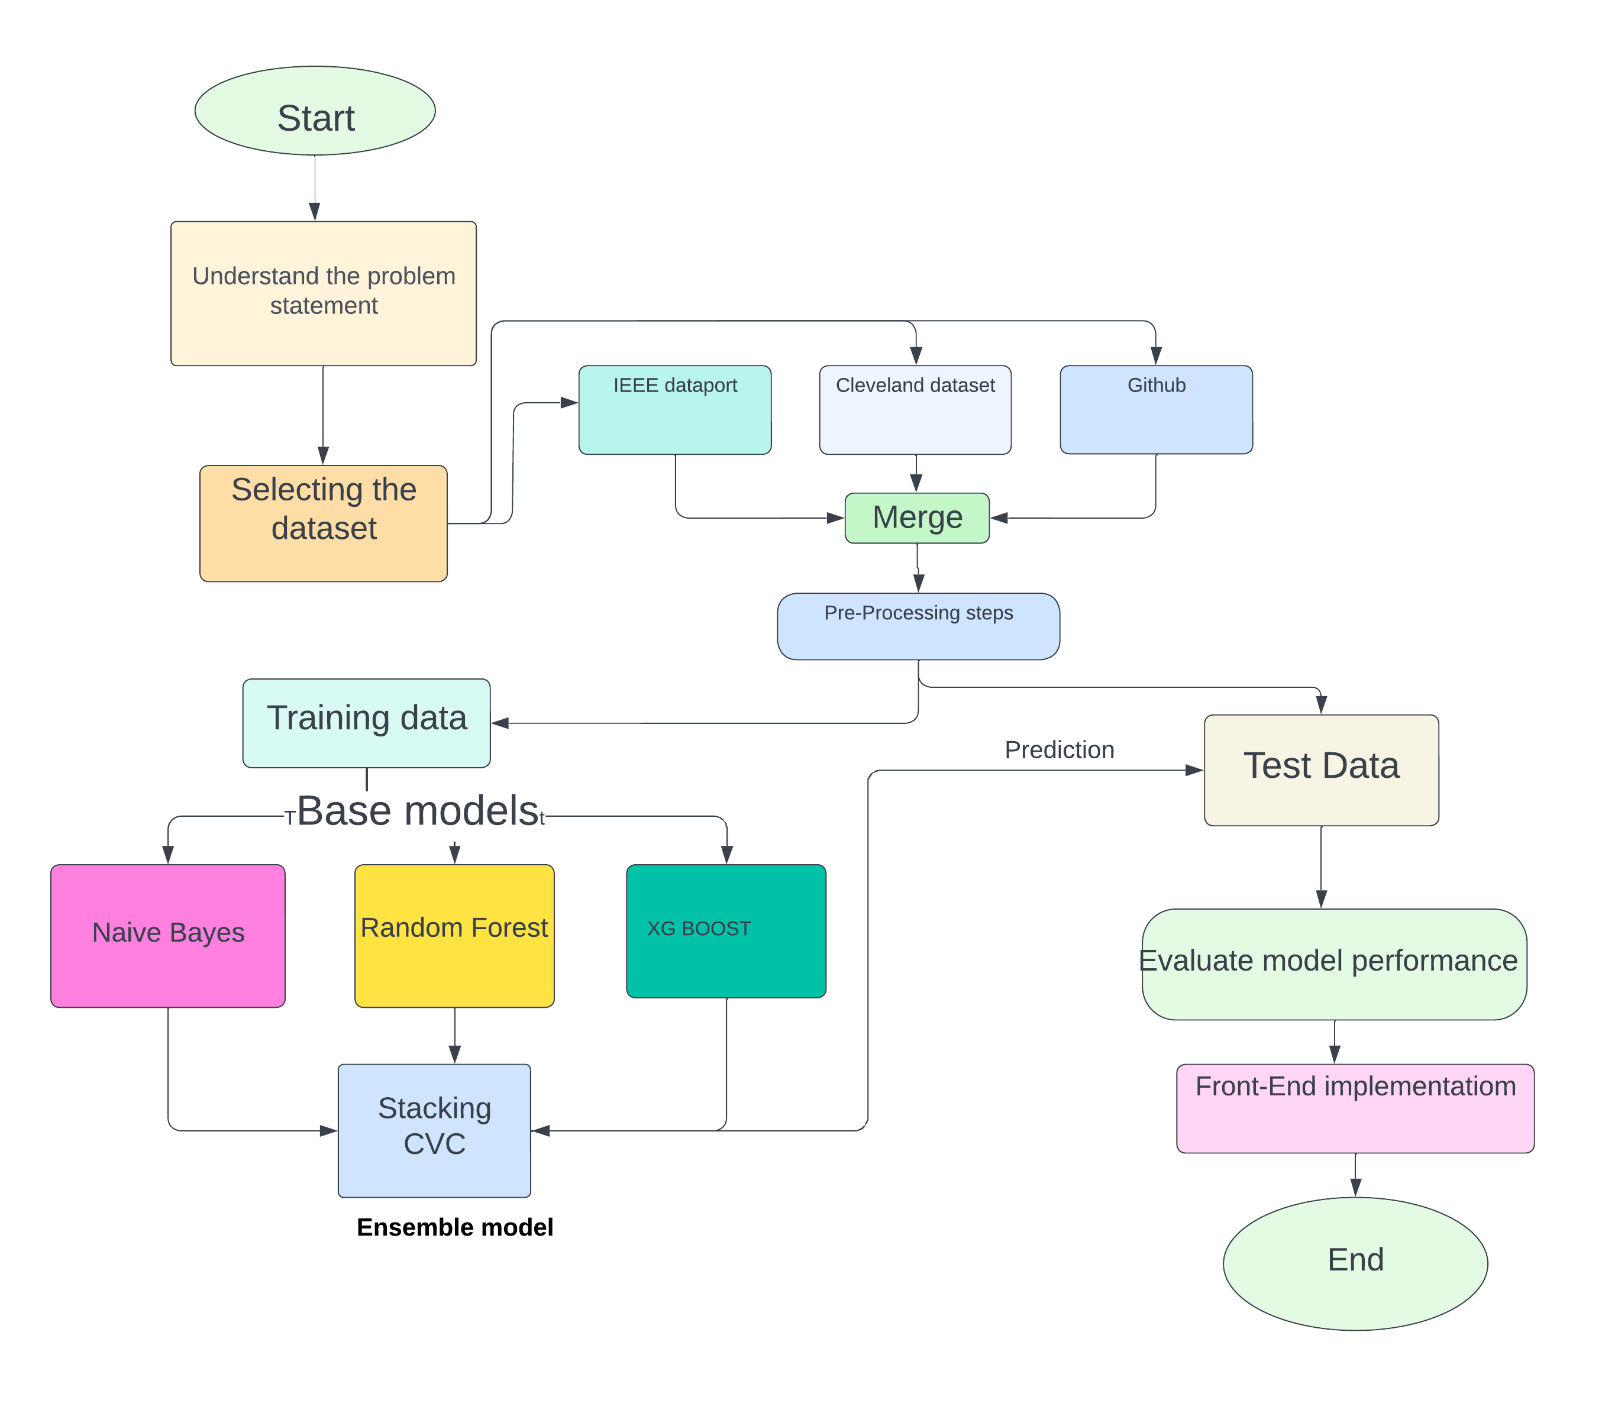 Start
Understand the problem
statement
IEEE dataport
Cleveland dataset
Github
Selecting the
dataset
Merge
Pre-Processing steps
Training data
Prediction
Test Data
TBase modelst
Naive Bayes
Random Forest
XG BOOST
Evaluate model performance
Stacking
CVC
Front-End implementatiom
Ensemble model
End